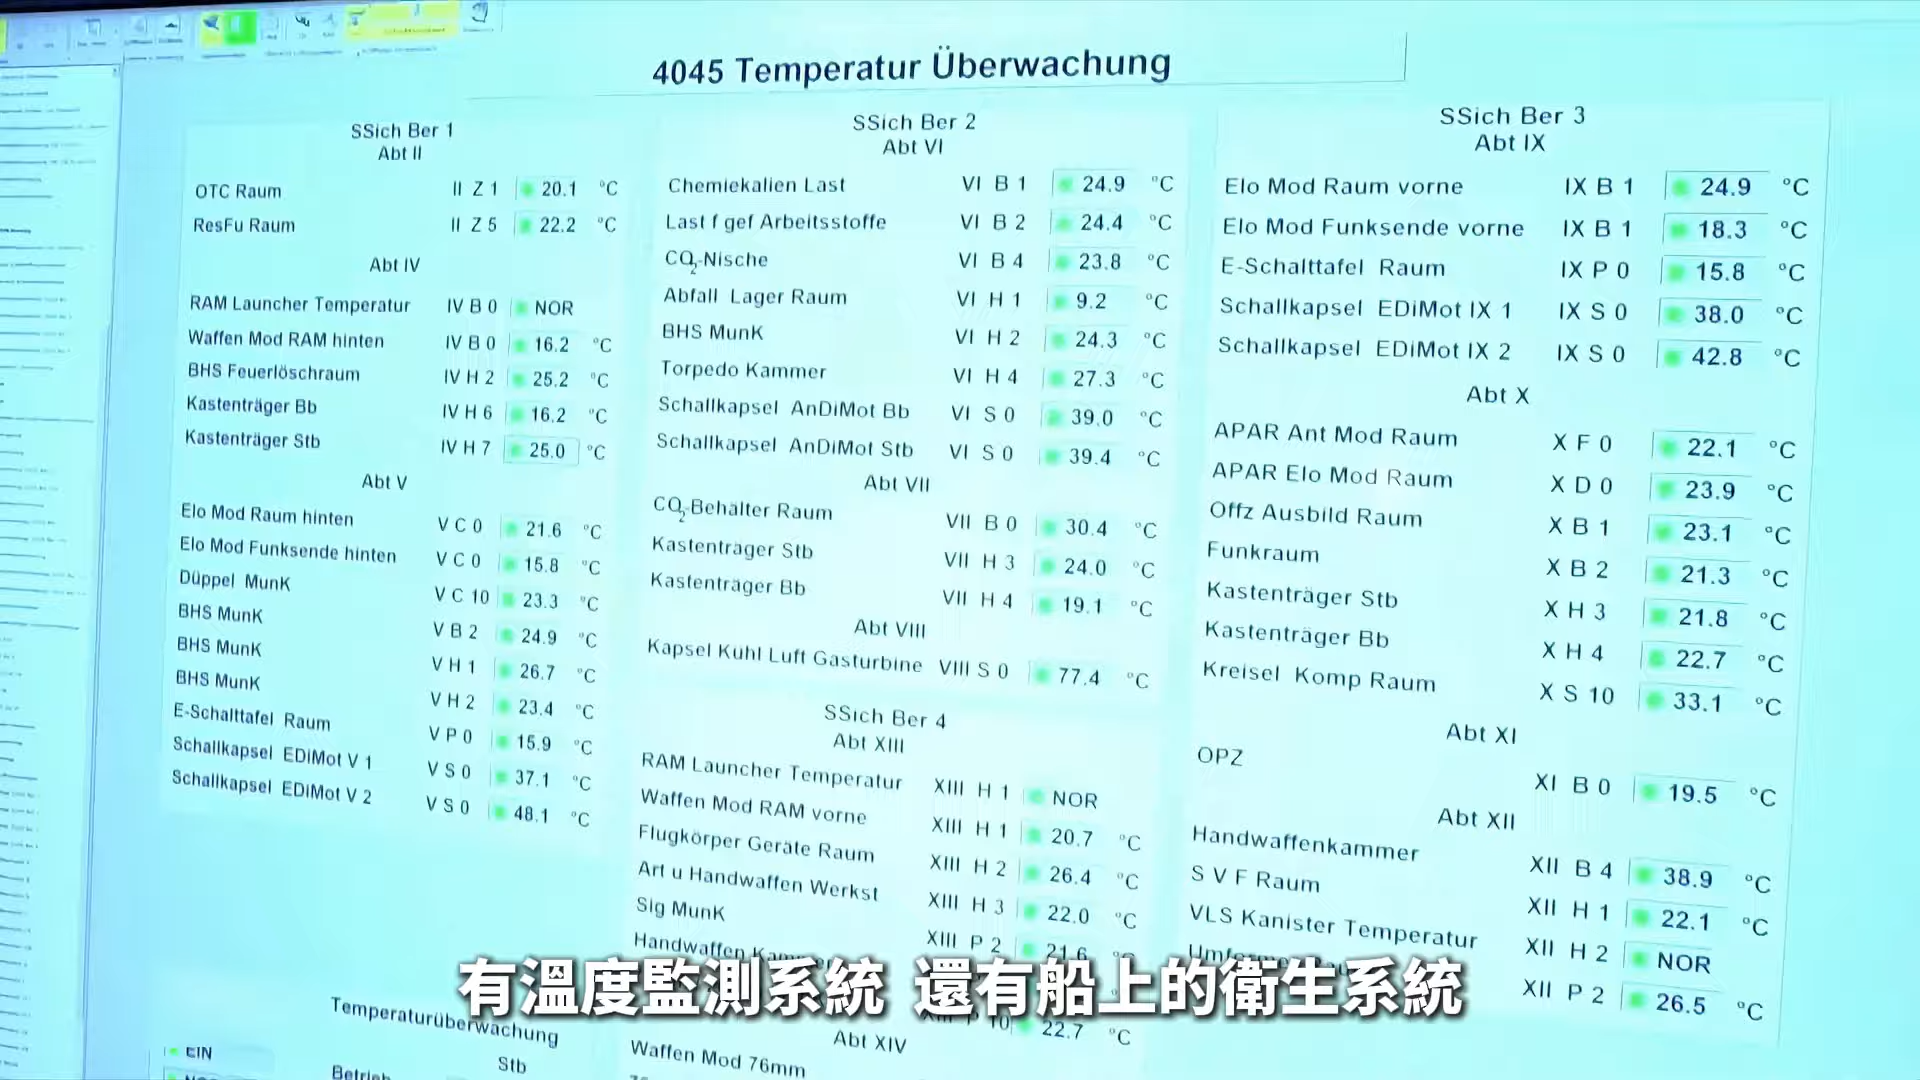 4045 Temperatur Überwachung
SSich Ber 1
Abt II
OTC Raum II Z 1 20.1 °C
ResFu Raum II Z 5 22.2 °C
Abt IV
RAM Launcher Temperatur IV B 0 NOR
Waffen Mod RAM hinten IV B 0 16.2 °C
BHS Feuerlöschraum IV H 2 25.2 °C
Kastenträger Bb IV H 6 16.2 °C
Kastenträger Stb IV H 7 25.0 °C
Abt V
Elo Mod Raum hinten V C 0 21.6 °C
Elo Mod Funksende hinten V C 0 15.8 °C
Düppel MunK V C 10 23.3 °C
BHS MunK V B 2 24.9 °C
BHS MunK V H 1 26.7 °C
BHS MunK V H 2 23.4 °C
E-Schalttafel Raum V P 0 15.9 °C
Schallkapsel EDiMot V 1 V S 0 37.1 °C
Schallkapsel EDiMot V 2 V S 0 48.1 °C
SSich Ber 2
Abt VI
Chemiekalien Last VI B 1 24.9 °C
Last f gef Arbeitsstoffe VI B 2 24.4 °C
CO2-Nische VI B 4 23.8 °C
Abfall Lager Raum VI H 1 9.2 °C
BHS MunK VI H 2 24.3 °C
Torpedo Kammer VI H 4 27.3 °C
Schallkapsel AnDiMot Bb VI S 0 39.0 °C
Schallkapsel AnDiMot Stb VI S 0 39.4 °C
Abt VII
CO2-Behälter Raum VII B 0 30.4 °C
Kastenträger Stb VII H 3 24.0 °C
Kastenträger Bb VII H 4 19.1 °C
Abt VIII
Kapsel Kühl Luft Gasturbine VIII S 0 77.4 °C
SSich Ber 4
Abt XIII
RAM Launcher Temperatur XIII H 1 NOR
Waffen Mod RAM vorne XIII H 1 20.7 °C
Flugkörper Geräte Raum XIII H 2 26.4 °C
Art u Handwaffen Werkst XIII H 3 22.0 °C
Sig MunK XIII P 2 21.6 °C
Handwaffen
XIII P 10 22.7 °C
Abt XIV
Waffen Mod 76mm
SSich Ber 3
Abt IX
Elo Mod Raum vorne IX B 1 24.9 °C
Elo Mod Funksende vorne IX B 1 18.3 °C
E-Schalttafel Raum IX P 0 15.8 °C
Schallkapsel EDiMot IX 1 IX S 0 38.0 °C
Schallkapsel EDiMot IX 2 IX S 0 42.8 °C
Abt X
APAR Ant Mod Raum X F 0 22.1 °C
APAR Elo Mod Raum X D 0 23.9 °C
Offz Ausbild Raum X B 1 23.1 °C
Funkraum X B 2 21.3 °C
Kastenträger Stb X H 3 21.8 °C
Kastenträger Bb X H 4 22.7 °C
Kreisel Komp Raum X S 10 33.1 °C
Abt XI
OPZ XI B 0 19.5 °C
Abt XII
Handwaffenkammer XII B 4 38.9 °C
S V F Raum XII H 1 22.1 °C
VLS Kanister Temperatur XII H 2 NOR
XII P 2 26.5 °C
有溫度監測系統 還有船上的衛生系統
Temperaturüberwachung
EIN
Stb
Betrieb